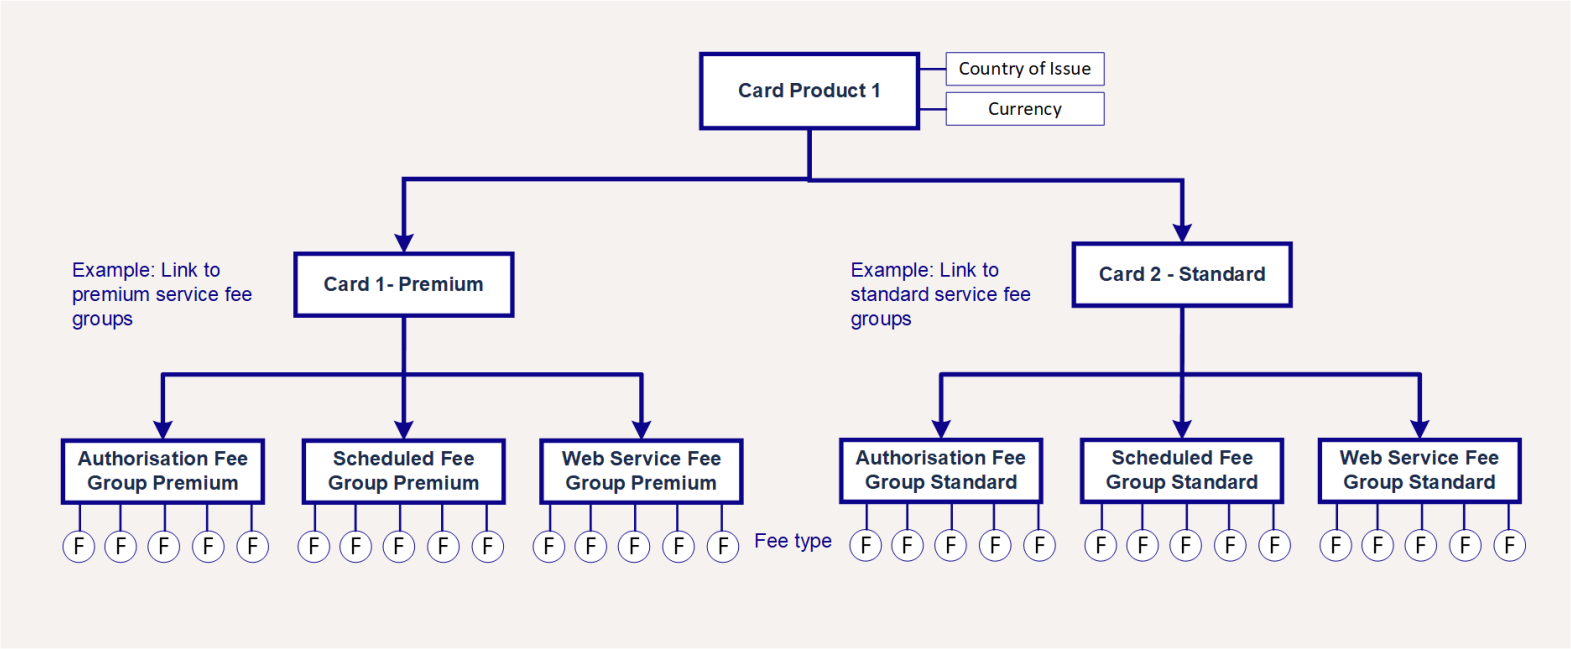 Card Product 1
Country of Issue
Currency
Example: Link to
premium service fee
groups
Card 1- Premium
Example: Link to
standard service fee
groups
Card 2 - Standard
Authorisation Fee
Group Premium
Scheduled Fee
Group Premium
Web Service Fee
Group Premium
Authorisation Fee
Group Standard
Scheduled Fee
Group Standard
Web Service Fee
Group Standard
F F F F F F F F F F F F F F F Fee type F F F F F F F F F F F F F F F